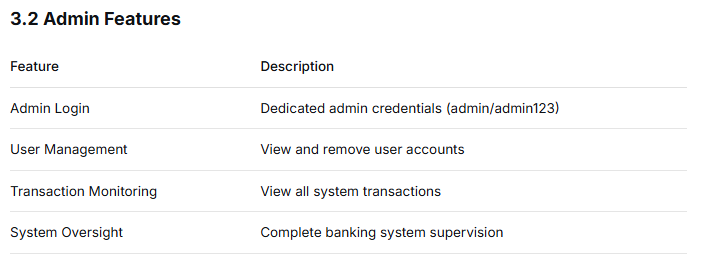 3.2 Admin Features
Feature Description
Admin Login Dedicated admin credentials (admin/admin123)
User Management View and remove user accounts
Transaction Monitoring View all system transactions
System Oversight Complete banking system supervision